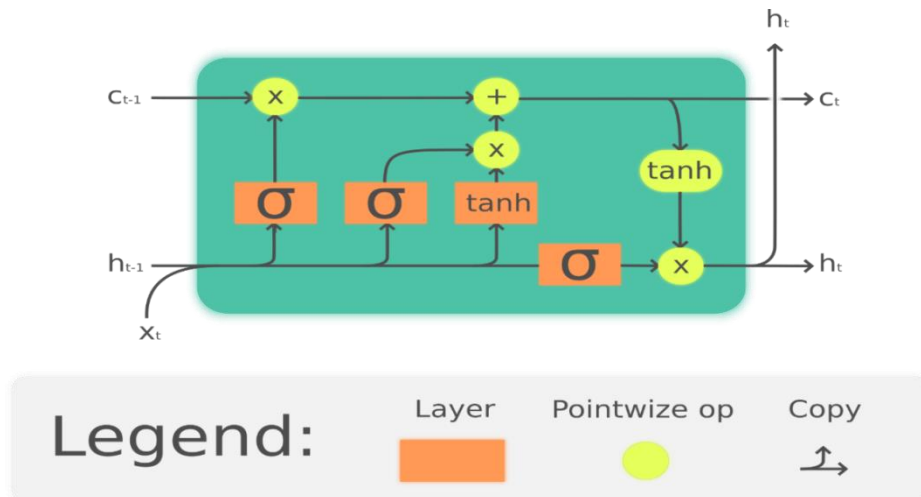 hₜ
cₜ₋₁ x + cₜ
x
tanh
σ σ tanh
hₜ₋₁ σ x hₜ
xₜ
Legend:
Layer Pointwize op Copy